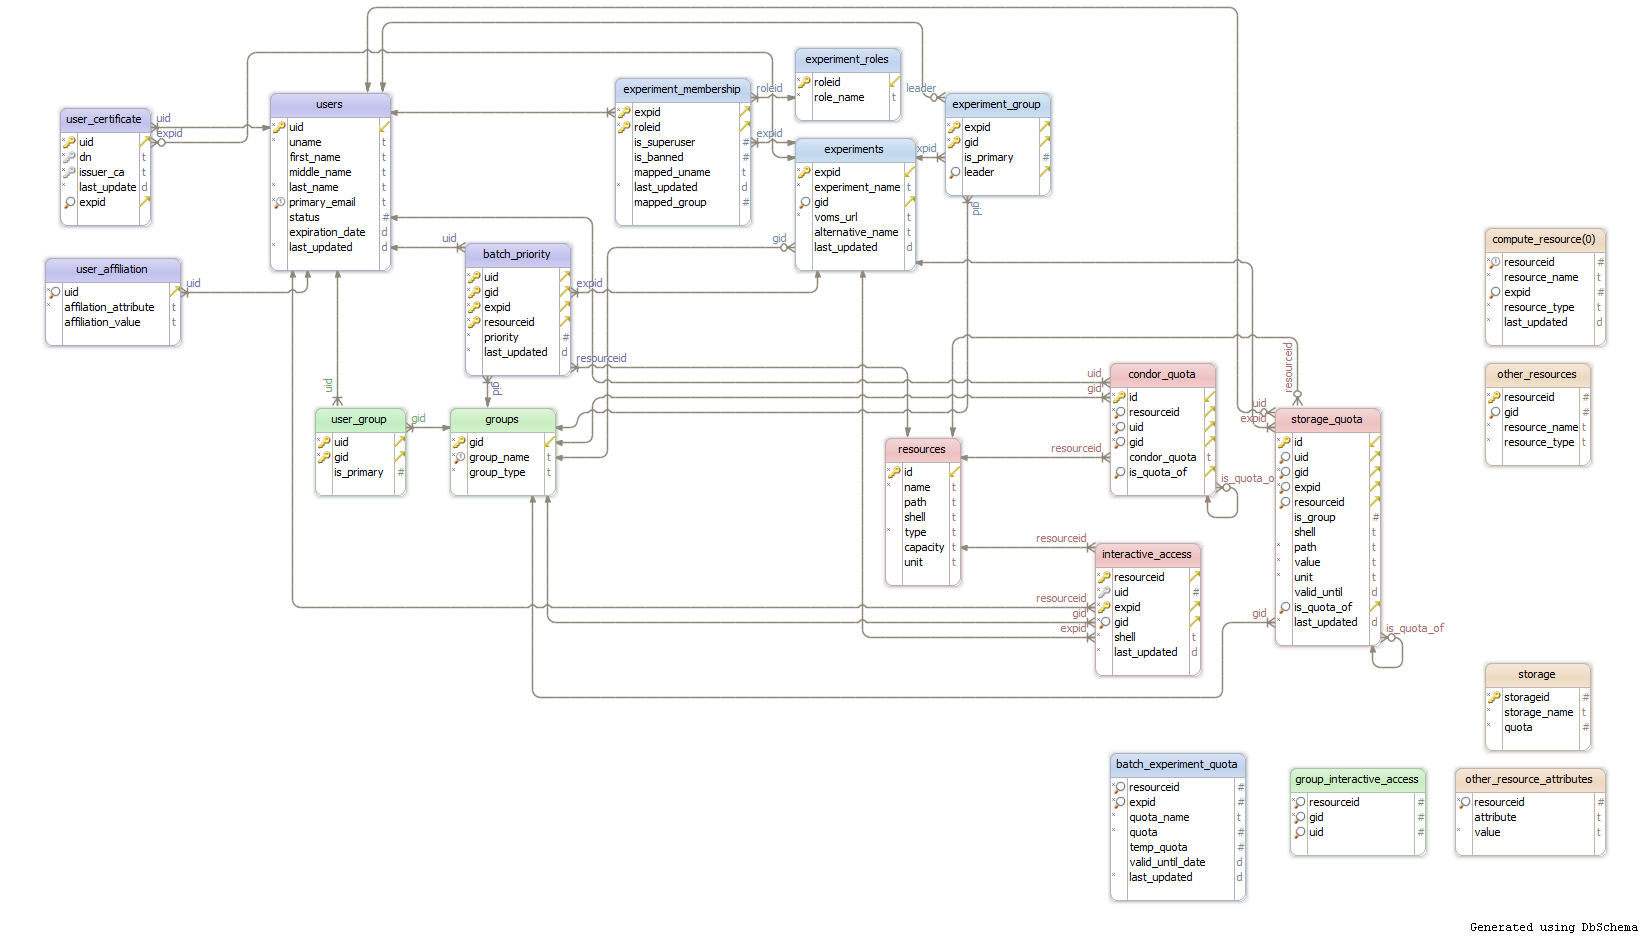 user_certificate
uid
dn
t
issuer_ca
t
last_update
d
expid
uid
expid
user_affiliation
uid
affilation_attribute
t
affiliation_value
t
uid
users
uid
uname
t
first_name
t
middle_name
t
last_name
t
primary_email
t
status
#
expiration_date
d
last_updated
d
experiment_membership
expid
roleid
is_superuser
#
is_banned
#
mapped_uname
t
last_updated
d
mapped_group
#
roleid
expid
experiment_roles
roleid
role_name
t
leader
experiment_group
expid
gid
is_primary
#
leader
gid
xpid
experiments
expid
experiment_name
t
gid
voms_url
t
alternative_name
t
last_updated
d
gid
uid
batch_priority
uid
gid
expid
resourceid
priority
#
last_updated
d
expid
resourceid
gid
uid
user_group
uid
gid
is_primary
#
gid
groups
gid
group_name
t
group_type
t
resources
id
name
t
path
t
shell
t
type
t
capacity
t
unit
t
uid
gid
resourceid
condor_quota
id
resourceid
uid
gid
condor_quota
t
is_quota_of
is_quota_o
resourceid
resourceid
gid
expid
interactive_access
resourceid
uid
#
expid
gid
shell
t
last_updated
d
resourceid
uid
expid
gid
storage_quota
id
uid
gid
expid
resourceid
is_group
#
shell
t
path
t
value
t
unit
t
valid_until
d
is_quota_of
last_updated
d
is_quota_of
compute_resource(0)
resourceid
#
resource_name
t
expid
#
resource_type
t
last_updated
d
other_resources
resourceid
#
gid
#
resource_name
t
resource_type
t
storage
storageid
#
storage_name
t
quota
#
batch_experiment_quota
resourceid
#
expid
#
quota_name
t
quota
#
temp_quota
#
valid_until_date
d
last_updated
d
group_interactive_access
resourceid
#
gid
#
uid
#
other_resource_attributes
resourceid
#
attribute
t
value
t
Generated using DbSchema